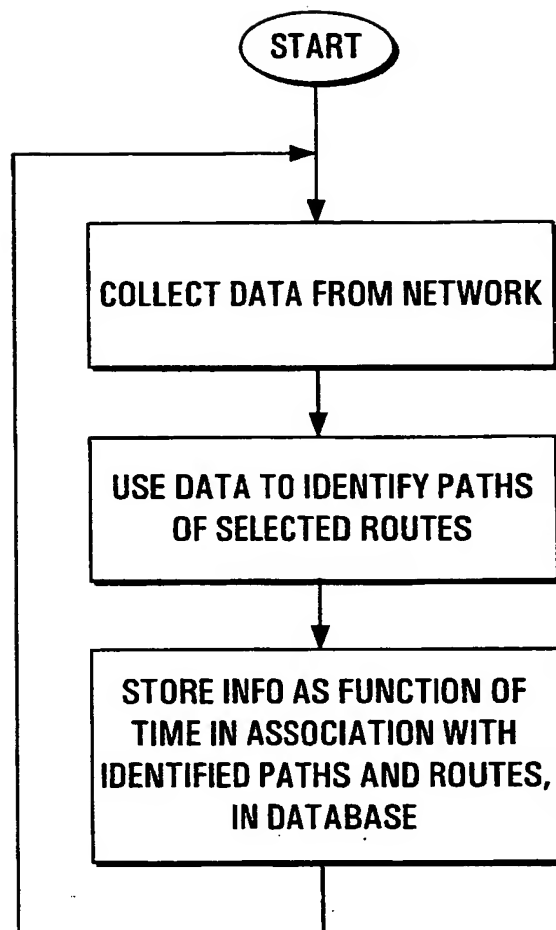 START
COLLECT DATA FROM NETWORK
USE DATA TO IDENTIFY PATHS
OF SELECTED ROUTES
STORE INFO AS FUNCTION OF
TIME IN ASSOCIATION WITH
IDENTIFIED PATHS AND ROUTES,
IN DATABASE